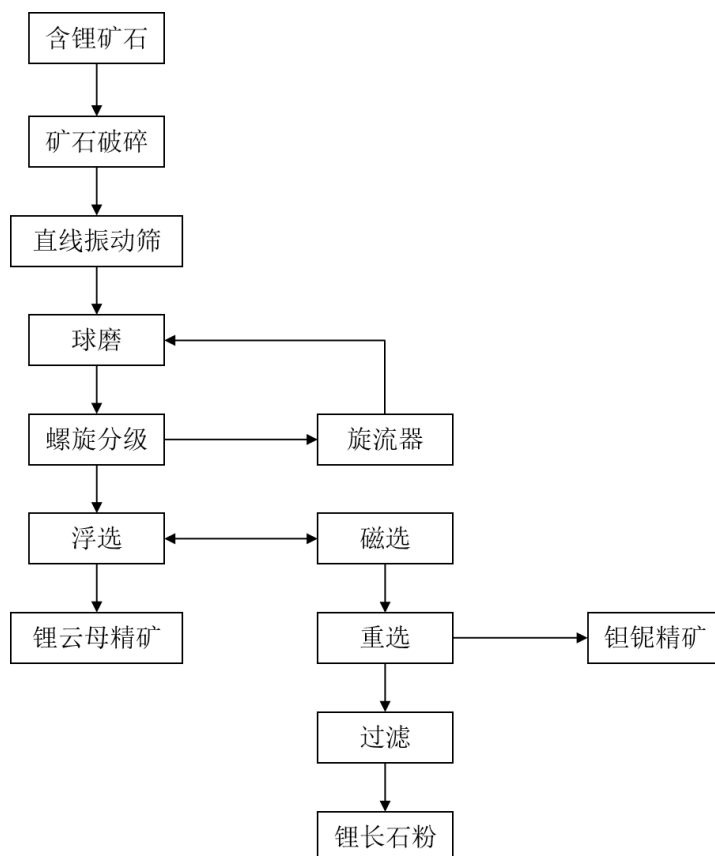 含锂矿石
矿石破碎
直线振动筛
球磨
螺旋分级
旋流器
浮选
磁选
锂云母精矿
重选
钽铌精矿
过滤
锂长石粉